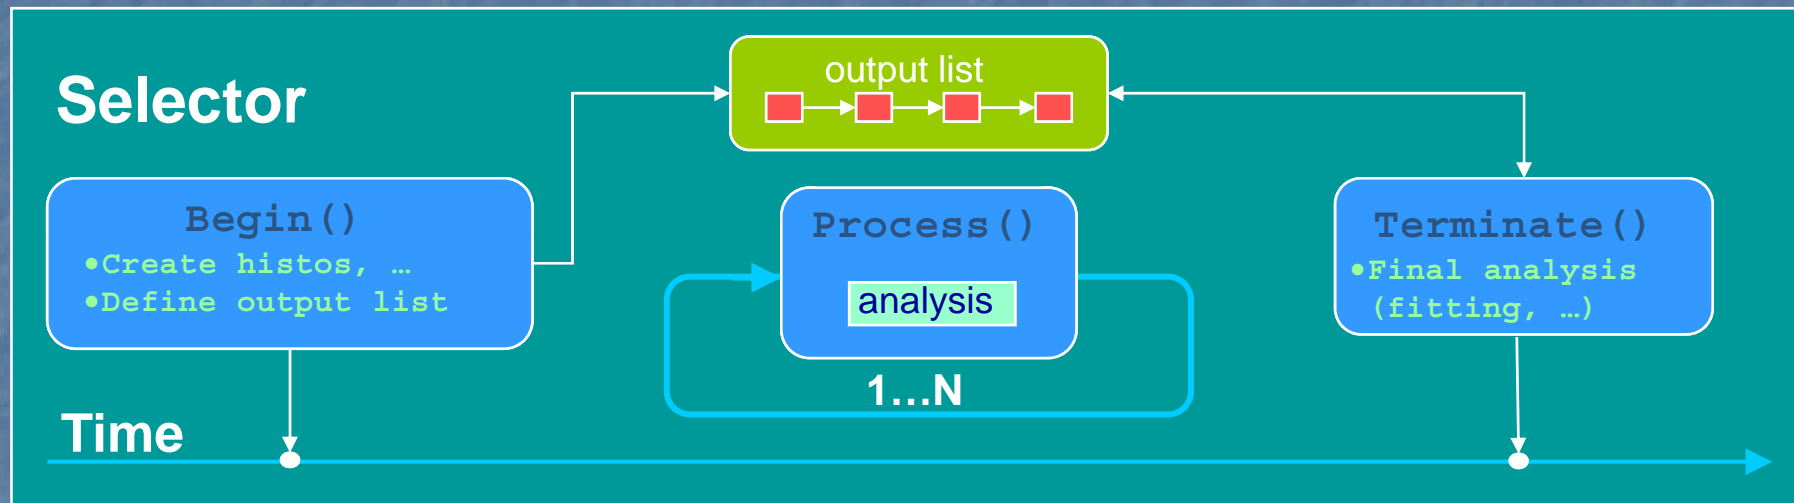 Selector
output list
Begin()
•Create histos, …
•Define output list
Process()
analysis
1…N
Terminate()
•Final analysis
(fitting, …)
Time